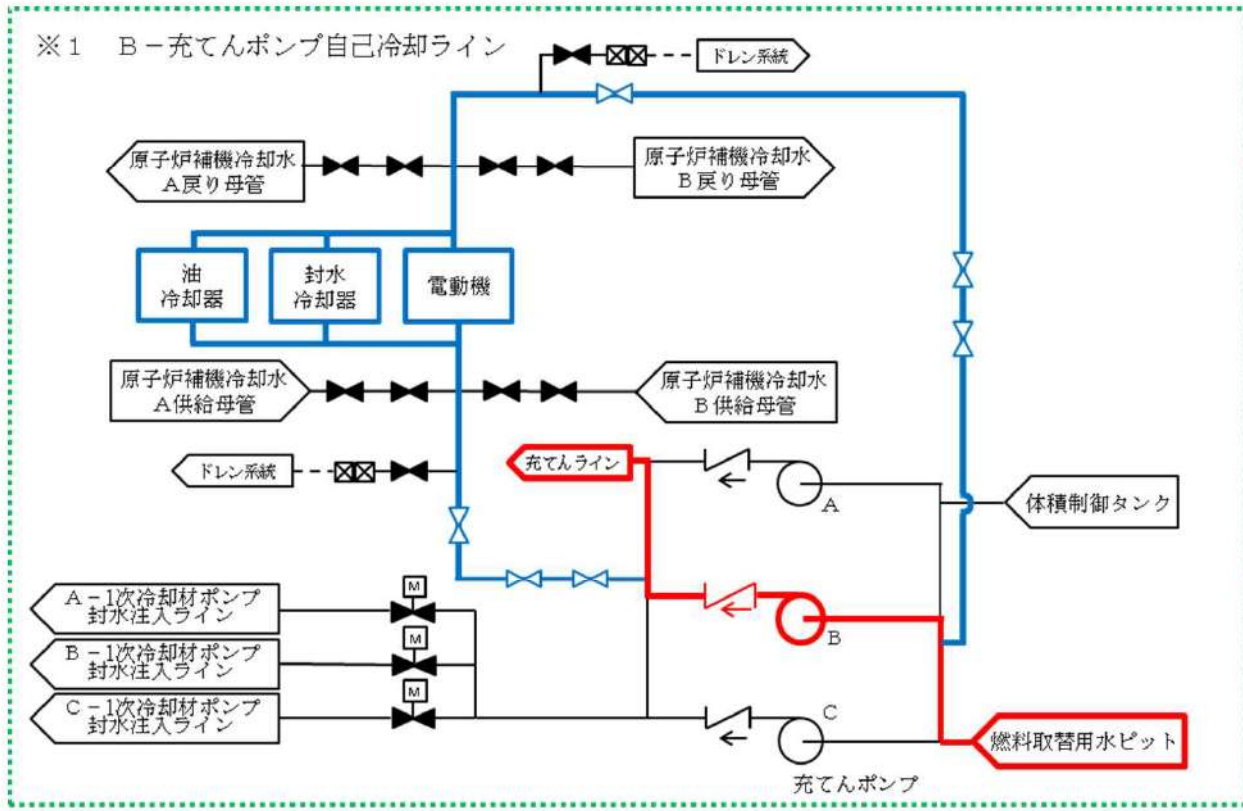 ※1 B-充てんポンプ自己冷却ライン
ドレン系統
原子炉補機冷却水
A戻り母管
原子炉補機冷却水
B戻り母管
油
冷却器
封水
冷却器
電動機
原子炉補機冷却水
A供給母管
原子炉補機冷却水
B供給母管
ドレン系統
充てんライン
A
体積制御タンク
M
A-1次冷却材ポンプ
封水注入ライン
M
B-1次冷却材ポンプ
封水注入ライン
B
M
C-1次冷却材ポンプ
封水注入ライン
C
燃料取替用水ピット
充てんポンプ